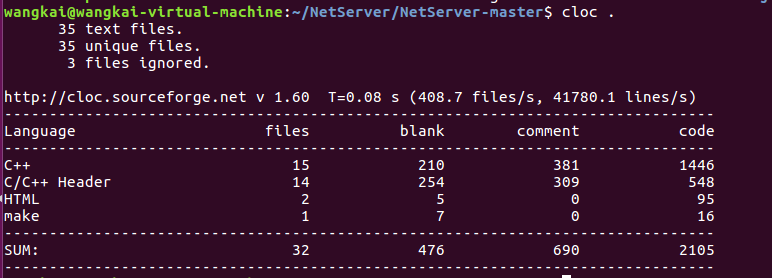 wangkai@wangkai-virtual-machine:~/NetServer/NetServer-master$ cloc .
      35 text files.
      35 unique files.
       3 files ignored.
http://cloc.sourceforge.net v 1.60  T=0.08 s (408.7 files/s, 41780.1 lines/s)
-------------------------------------------------------------------------------
Language                     files          blank        comment           code
-------------------------------------------------------------------------------
C++                             15            210            381           1446
C/C++ Header                    14            254            309            548
HTML                             2              5              0             95
make                             1              7              0             16
-------------------------------------------------------------------------------
SUM:                            32            476            690           2105
-------------------------------------------------------------------------------